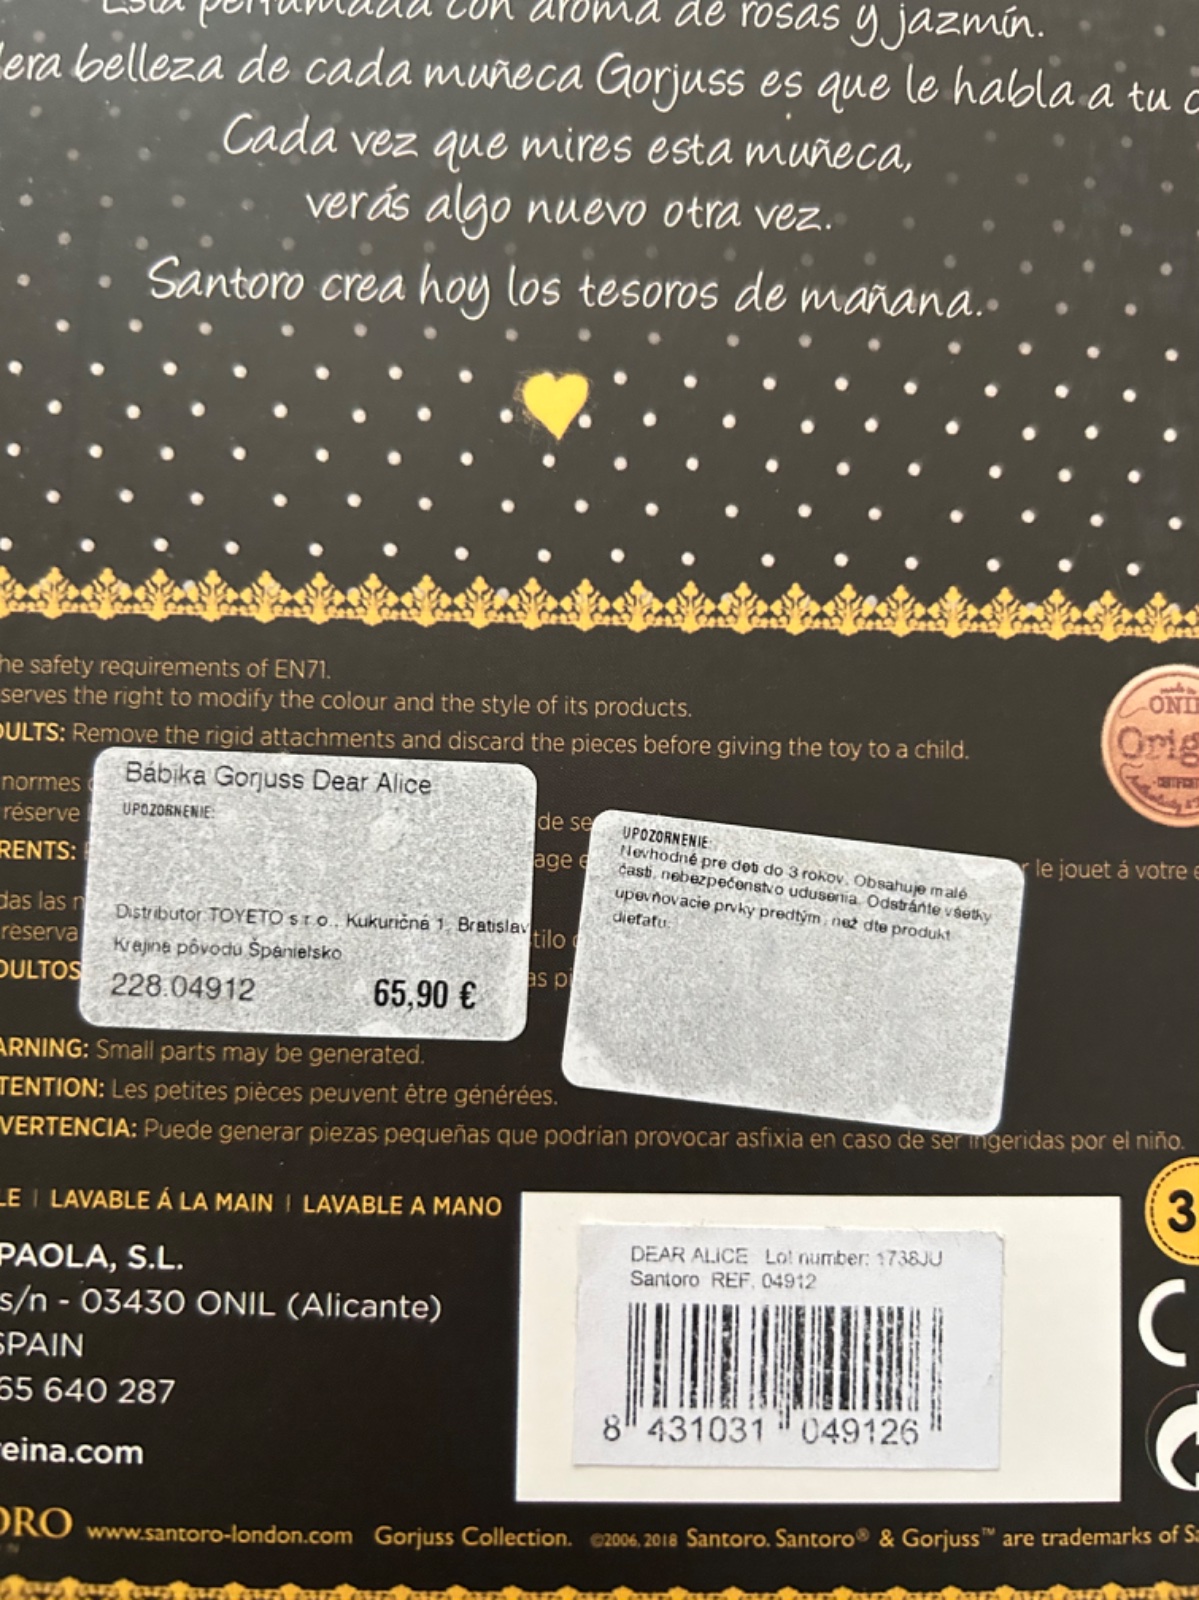 Está perfumada con aroma de rosas y jazmín.
dera belleza de cada muñeca Gorjuss es que le habla a tu c
Cada vez que mires esta muñeca,
verás algo nuevo otra vez.
Santoro crea hoy los tesoros de mañana.
he safety requirements of EN71.
serves the right to modify the colour and the style of its products.
DULTS: Remove the rigid attachments and discard the pieces before giving the toy to a child.
ONIL
Orig
normes
réserve
de se
RENTS:
age e
r le jouet á votre e
das las n
reserva
tilo
DULTOS
as pi
Bábika Gorjuss Dear Alice
UPOZORNENIE:
Distributor TOYETO s r o., Kukuričná 1, Bratislav
Krajina pôvodu Španielsko
228.04912 65,90 €
UPOZORNENIE:
Nevhodné pre deti do 3 rokov. Obsahuje malé
časti, nebezpečenstvo udusenia. Odstráňte všetky
upevňovacie prvky predtým, než dte produkt
dieťaťu.
ARNING: Small parts may be generated.
TENTION: Les petites pièces peuvent être générées.
VERTENCIA: Puede generar piezas pequeñas que podrían provocar asfixia en caso de ser ingeridas por el niño.
LE | LAVABLE Á LA MAIN | LAVABLE A MANO
3
PAOLA, S.L.
s/n - 03430 ONIL (Alicante)
SPAIN
65 640 287
eina.com
DEAR ALICE Lot number: 1738JU
Santoro REF. 04912
8 431031 049126
ORO www.santoro-london.com Gorjuss Collection. ©2006, 2018 Santoro. Santoro® & Gorjuss™ are trademarks of Sa